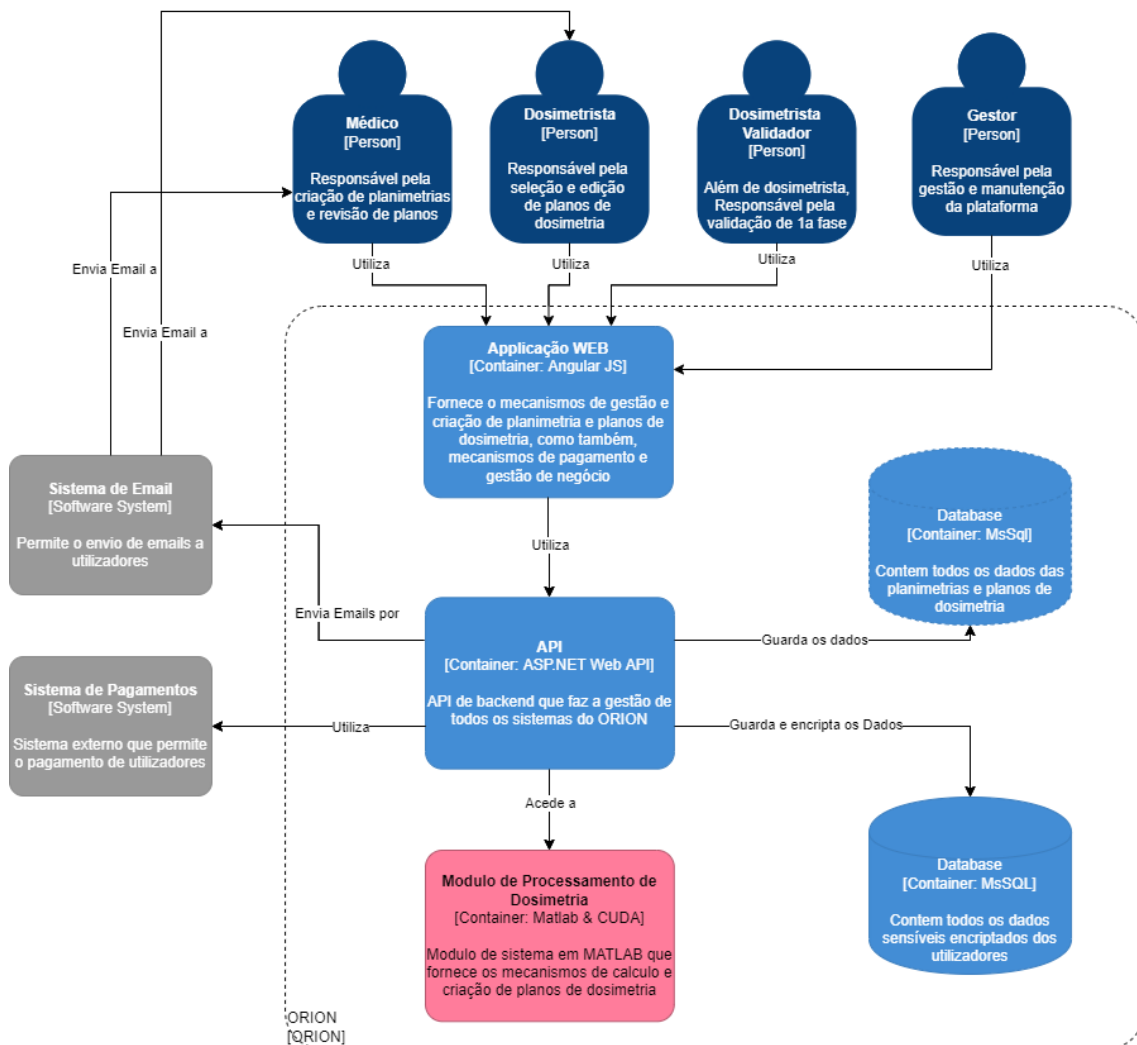 Médico
[Person]
Responsável pela
criação de planimetrias
e revisão de planos
Dosimetrista
[Person]
Responsável pela
seleção e edição
de planos de
dosimetria
Dosimetrista
Validador
[Person]
Além de dosimetrista,
Responsável pela
validação de 1a fase
Gestor
[Person]
Responsável pela
gestão e manutenção
da plataforma
Envia Email a
Utiliza
Utiliza
Utiliza
Utiliza
Envia Email a
Applicação WEB
[Container: Angular JS]
Fornece o mecanismos de gestão e
criação de planimetria e planos de
dosimetria, como também,
mecanismos de pagamento e
gestão de negócio
Sistema de Email
[Software System]
Permite o envio de emails a
utilizadores
Utiliza
Database
[Container: MsSql]
Contem todos os dados das
planimetrias e planos de
dosimetria
Envia Emails por
API
[Container: ASP.NET Web API]
API de backend que faz a gestão de
todos os sistemas do ORION
Guarda os dados
Sistema de Pagamentos
[Software System]
Sistema externo que permite
o pagamento de utilizadores
Utiliza
Guarda e encripta os Dados
Acede a
Modulo de Processamento de
Dosimetria
[Container: Matlab & CUDA]
Modulo de sistema em MATLAB que
fornece os mecanismos de calculo e
criação de planos de dosimetria
Database
[Container: MsSQL]
Contem todos os dados
sensíveis encriptados dos
utilizadores
ORION
[ORION]